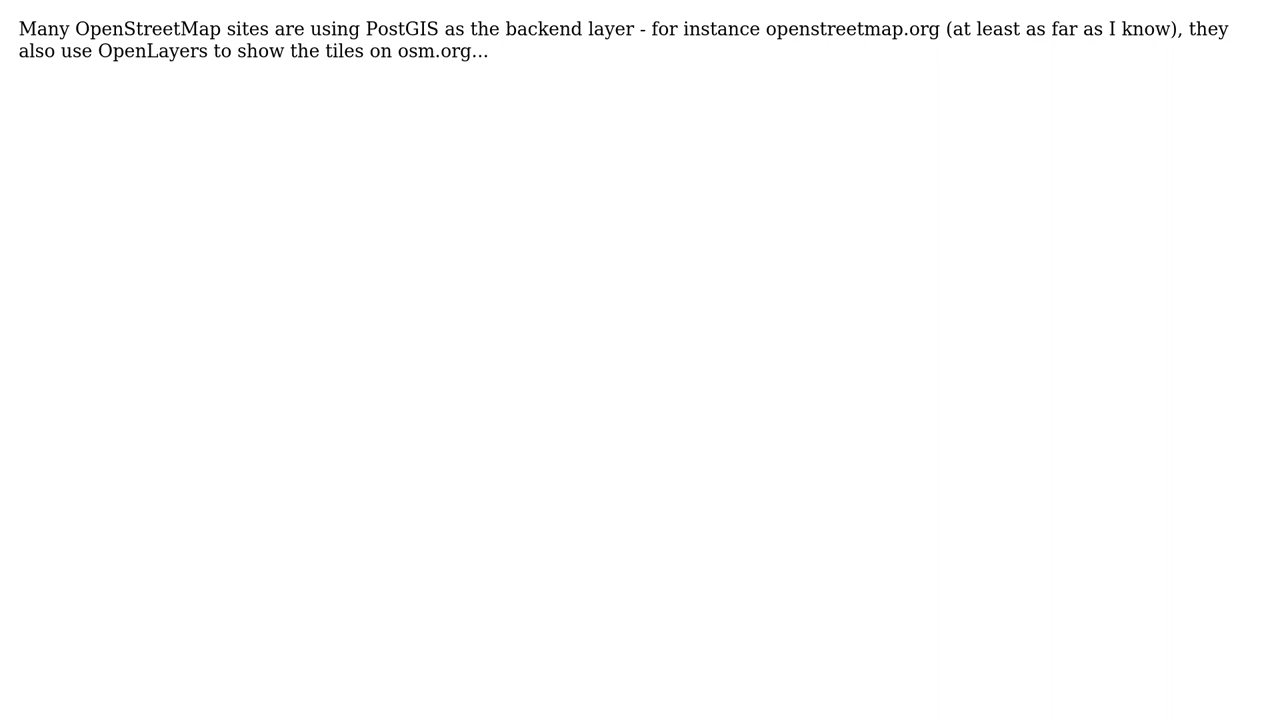 Many OpenStreetMap sites are using PostGIS as the backend layer - for instance openstreetmap.org (at least as far as I know), they
also use OpenLayers to show the tiles on osm.org...